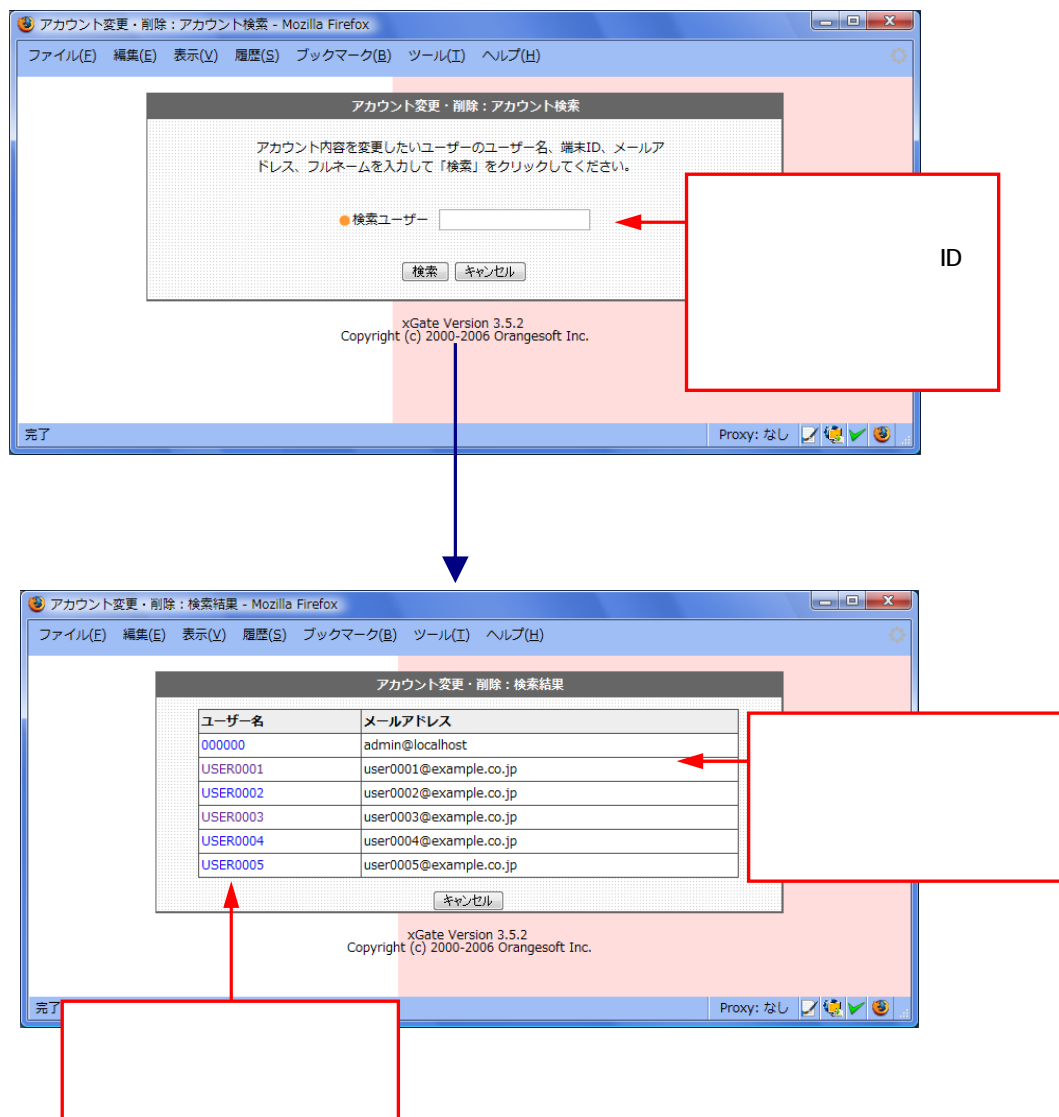 アカウント変更・削除：アカウント検索 - Mozilla Firefox
ファイル(F) 編集(E) 表示(V) 履歴(S) ブックマーク(B) ツール(T) ヘルプ(H)
アカウント変更・削除：アカウント検索
アカウント内容を変更したいユーザーのユーザー名、端末ID、メールア
ドレス、フルネームを入力して「検索」をクリックしてください。
検索ユーザー
ID
検索 キャンセル
xGate Version 3.5.2
Copyright (c) 2000-2006 Orangesoft Inc.
完了 Proxy: なし
アカウント変更・削除：検索結果 - Mozilla Firefox
ファイル(F) 編集(E) 表示(V) 履歴(S) ブックマーク(B) ツール(T) ヘルプ(H)
アカウント変更・削除：検索結果
ユーザー名 メールアドレス
000000 admin@localhost
USER0001 user0001@example.co.jp
USER0002 user0002@example.co.jp
USER0003 user0003@example.co.jp
USER0004 user0004@example.co.jp
USER0005 user0005@example.co.jp
キャンセル
xGate Version 3.5.2
Copyright (c) 2000-2006 Orangesoft Inc.
完了 Proxy: なし